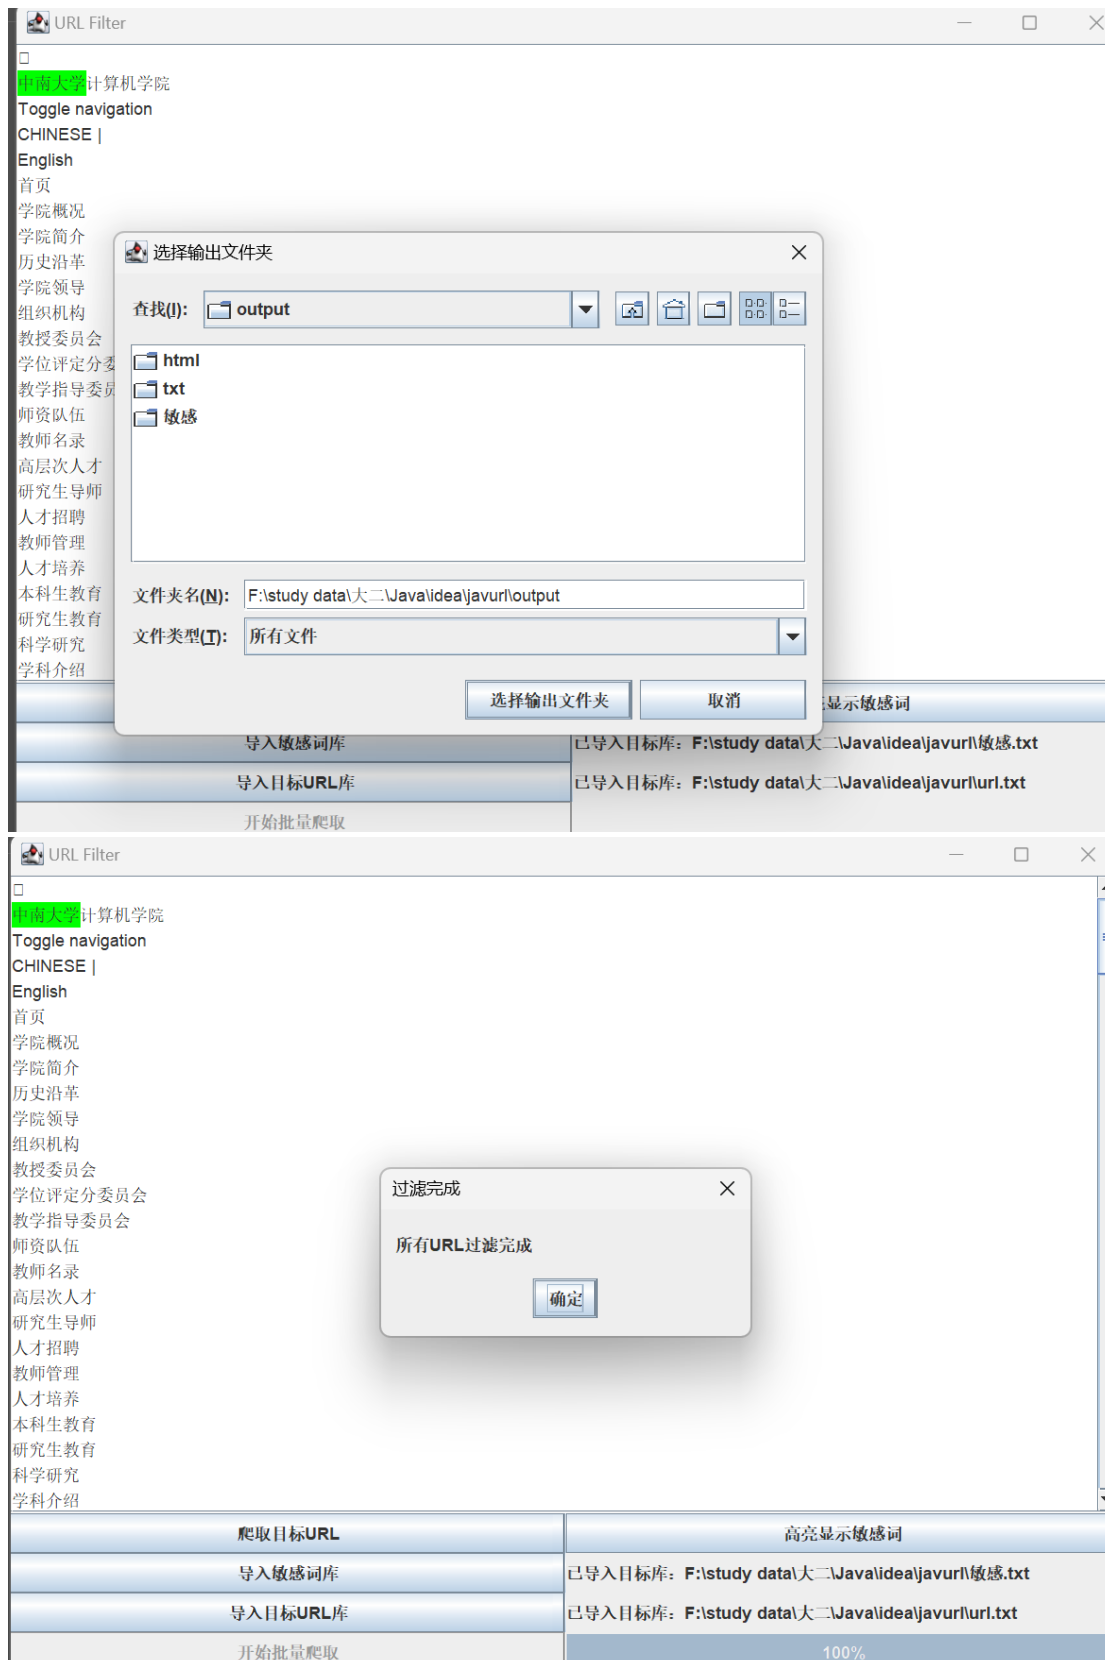 URL Filter
中南大学计算机学院
Toggle navigation
CHINESE |
English
首页
学院概况
学院简介
历史沿革
学院领导
组织机构
教授委员会
学位评定分委
教学指导委员
师资队伍
教师名录
高层次人才
研究生导师
人才招聘
教师管理
人才培养
本科生教育
研究生教育
科学研究
学科介绍
选择输出文件夹
查找(I): output
html
txt
敏感
文件夹名(N): F:\study data\大二\Java\idea\javurl\output
文件类型(T): 所有文件
选择输出文件夹 取消
显示敏感词
导入敏感词库 已导入目标库：F:\study data\大二\Java\idea\javurl\敏感.txt
导入目标URL库 已导入目标库：F:\study data\大二\Java\idea\javurl\url.txt
开始批量爬取
URL Filter
中南大学计算机学院
Toggle navigation
CHINESE |
English
首页
学院概况
学院简介
历史沿革
学院领导
组织机构
教授委员会
学位评定分委员会
教学指导委员会
师资队伍
教师名录
高层次人才
研究生导师
人才招聘
教师管理
人才培养
本科生教育
研究生教育
科学研究
学科介绍
过滤完成
所有URL过滤完成
确定
爬取目标URL 高亮显示敏感词
导入敏感词库 已导入目标库：F:\study data\大二\Java\idea\javurl\敏感.txt
导入目标URL库 已导入目标库：F:\study data\大二\Java\idea\javurl\url.txt
开始批量爬取 100%